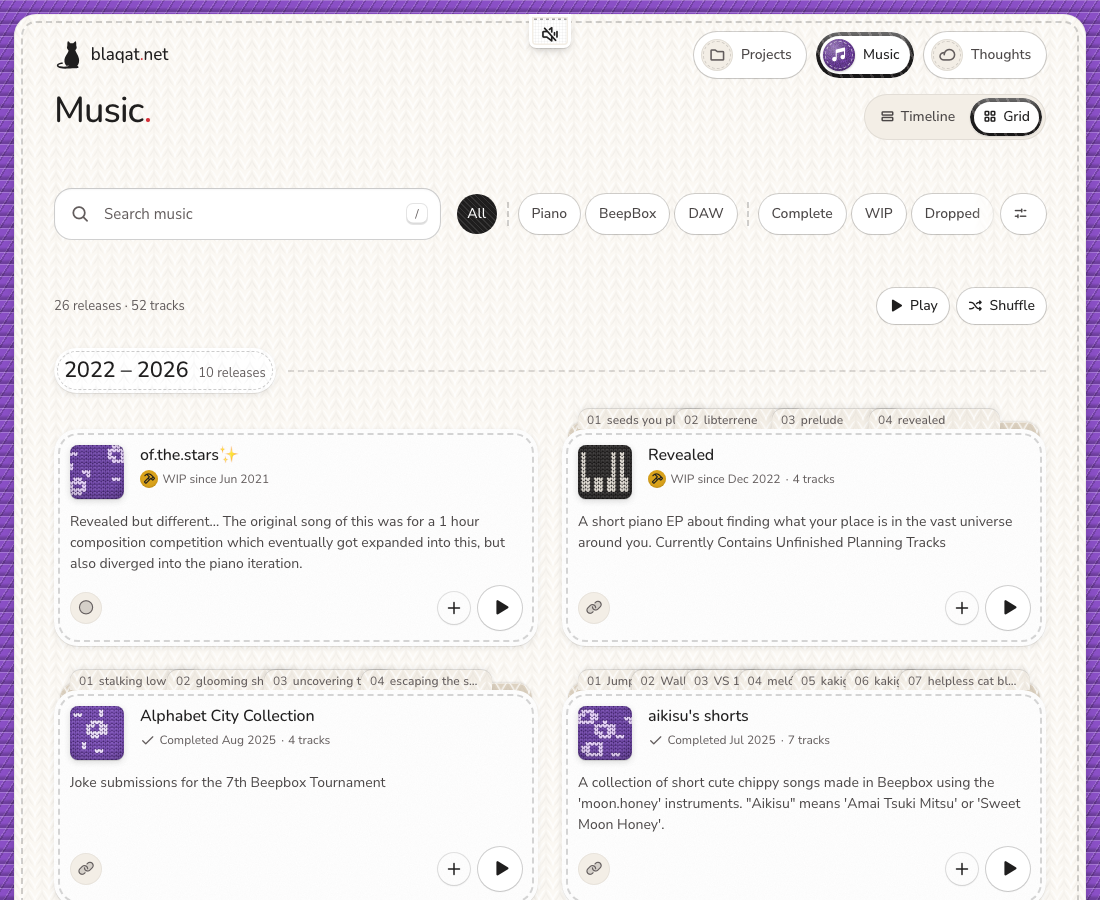 blaqat.net
Projects
Music
Thoughts
Music.
Timeline
Grid
Search music
/
All
Piano
BeepBox
DAW
Complete
WIP
Dropped
26 releases · 52 tracks
Play
Shuffle
2022 – 2026 10 releases
of.the.stars✨
WIP since Jun 2021
Revealed but different... The original song of this was for a 1 hour
composition competition which eventually got expanded into this, but
also diverged into the piano iteration.
01 seeds you pl
02 libterrene
03 prelude
04 revealed
Revealed
WIP since Dec 2022 · 4 tracks
A short piano EP about finding what your place is in the vast universe
around you. Currently Contains Unfinished Planning Tracks
01 stalking low
02 glooming sh
03 uncovering t
04 escaping the s...
Alphabet City Collection
Completed Aug 2025 · 4 tracks
Joke submissions for the 7th Beepbox Tournament
01 Jump
02 Wall
03 VS 1
04 melo
05 kakig
06 kakig
07 helpless cat bl...
aikisu's shorts
Completed Jul 2025 · 7 tracks
A collection of short cute chippy songs made in Beepbox using the
'moon.honey' instruments. "Aikisu" means 'Amai Tsuki Mitsu' or 'Sweet
Moon Honey'.